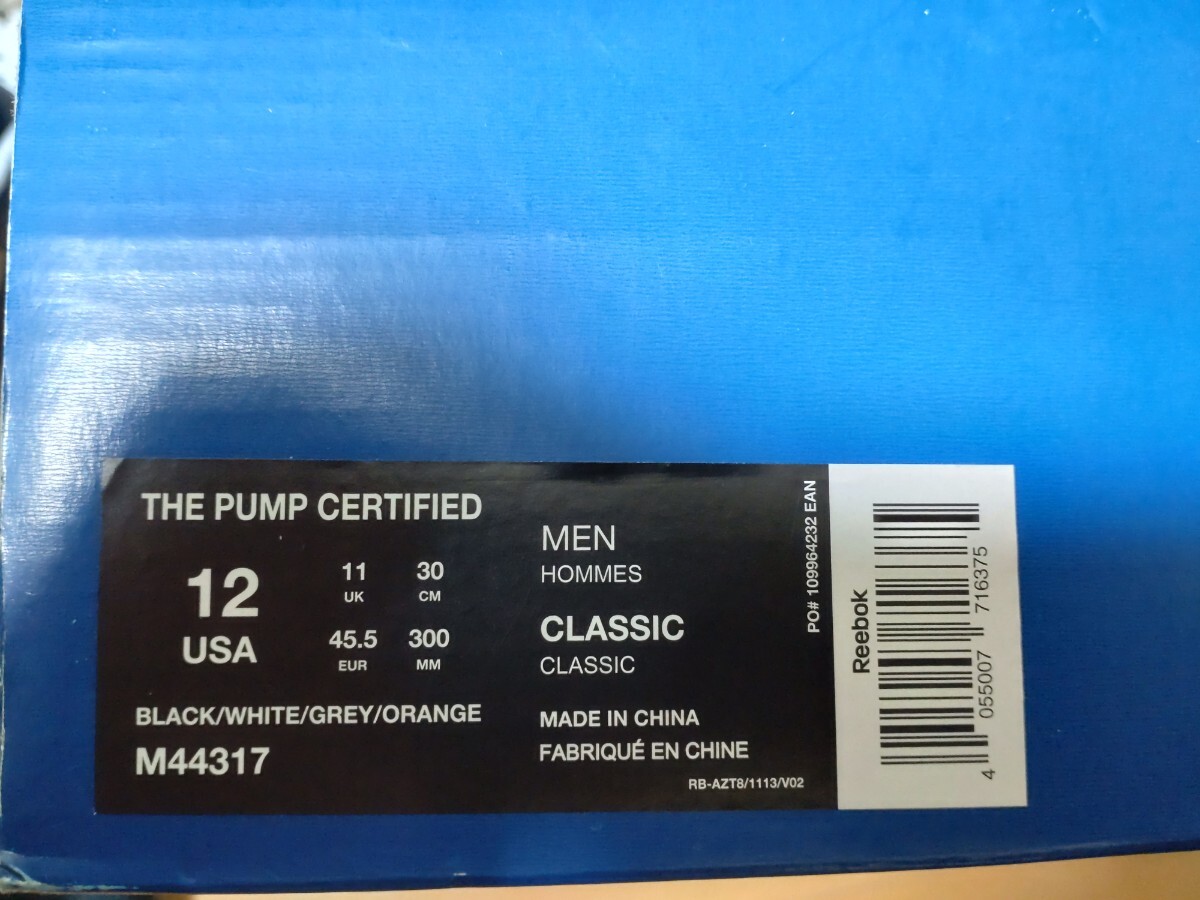 THE PUMP CERTIFIED
12
USA
11
UK
30
CM
45.5
EUR
300
MM
BLACK/WHITE/GREY/ORANGE
M44317
MEN
HOMMES
CLASSIC
CLASSIC
MADE IN CHINA
FABRIQUÉ EN CHINE
RB-AZT8/1113/V02
PO# 109964232 EAN
Reebok
4 055007 716375